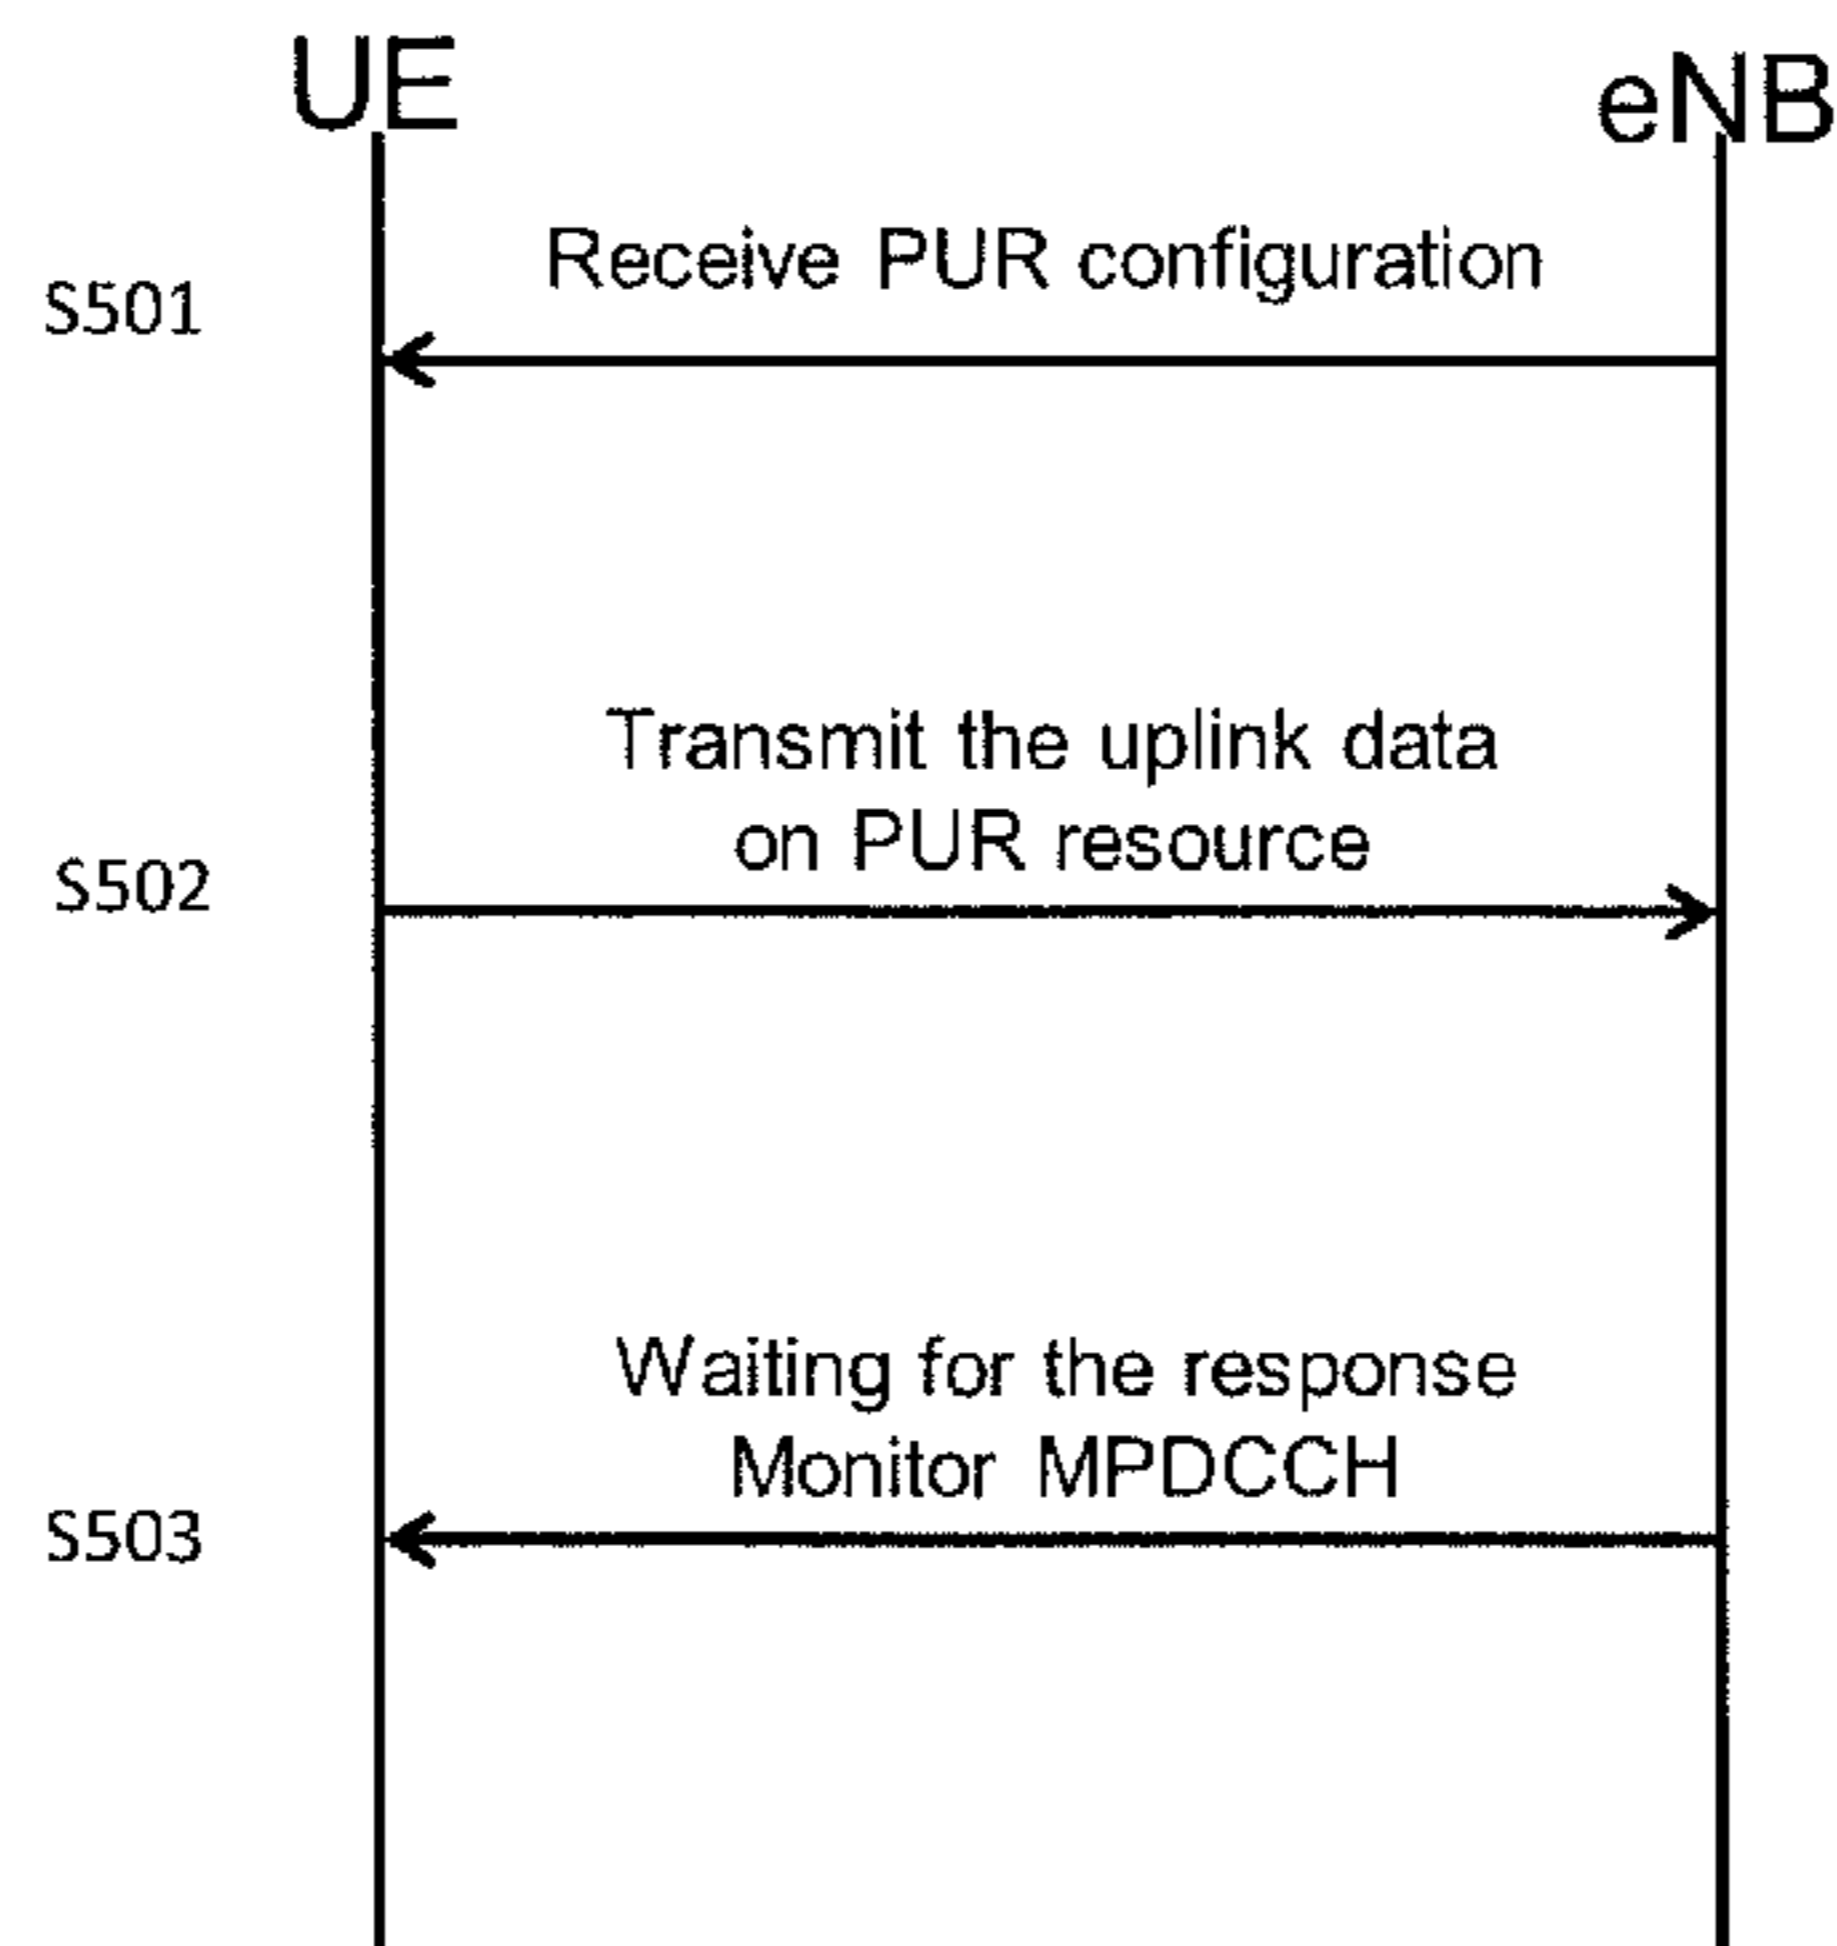 UE
eNB
Receive PUR configuration
S501
Transmit the uplink data
on PUR resource
S502
Waiting for the response
Monitor MPDCCH
S503